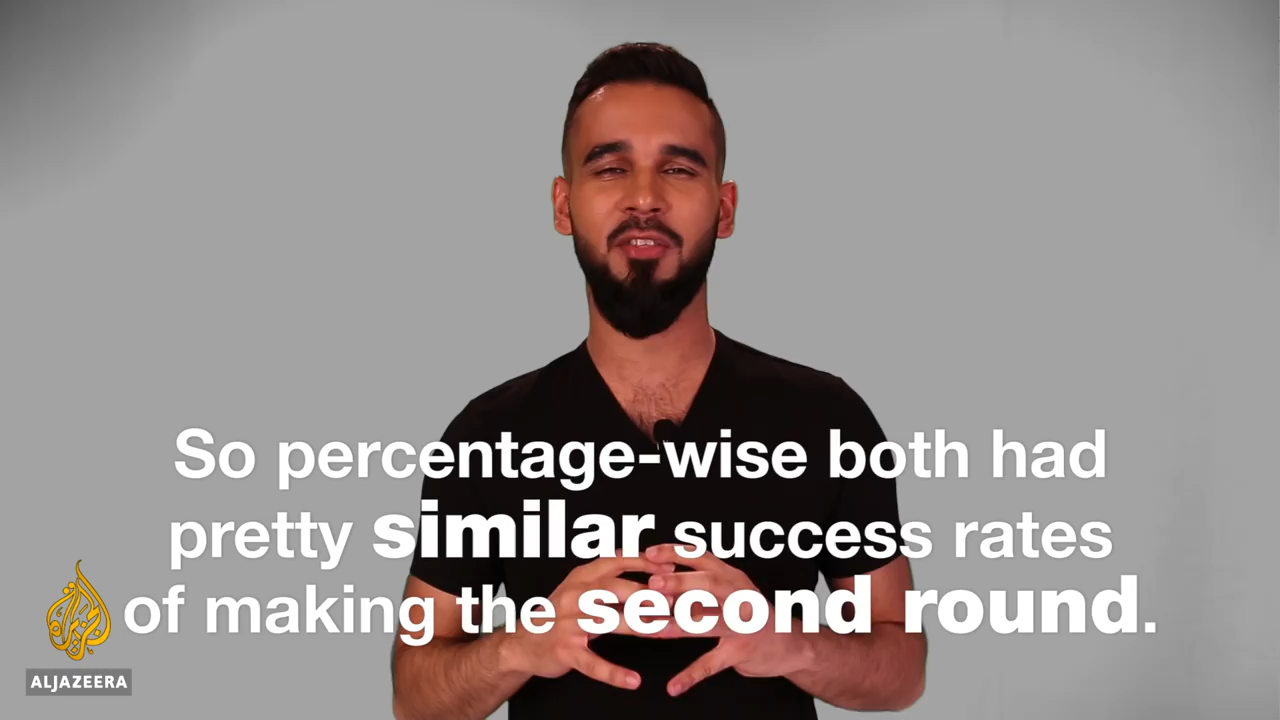 So percentage-wise both had
pretty similar success rates
of making the second round.
ALJAZEERA